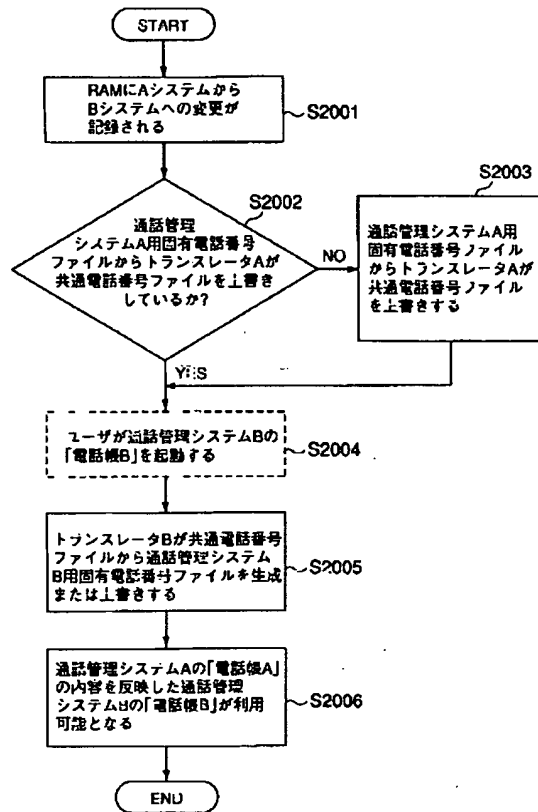 START
RAMにAシステムから
Bシステムへの変更が
記録される
S2001
S2002
通話管理
システムA用固有電話番号
ファイルからトランスレータAが
共通電話番号ファイルを上書き
しているか?
NO
S2003
通話管理システムA用
固有電話番号ファイル
からトランスレータAが
共通電話番号ファイル
を上書きする
YES
ユーザが通話管理システムBの
「電話帳B」を起動する
S2004
トランスレータBが共通電話番号
ファイルから通話管理システム
B用固有電話番号ファイルを生成
または上書きする
S2005
通話管理システムAの「電話帳A」
の内容を反映した通話管理
システムBの「電話帳B」が利用
可能となる
S2006
END